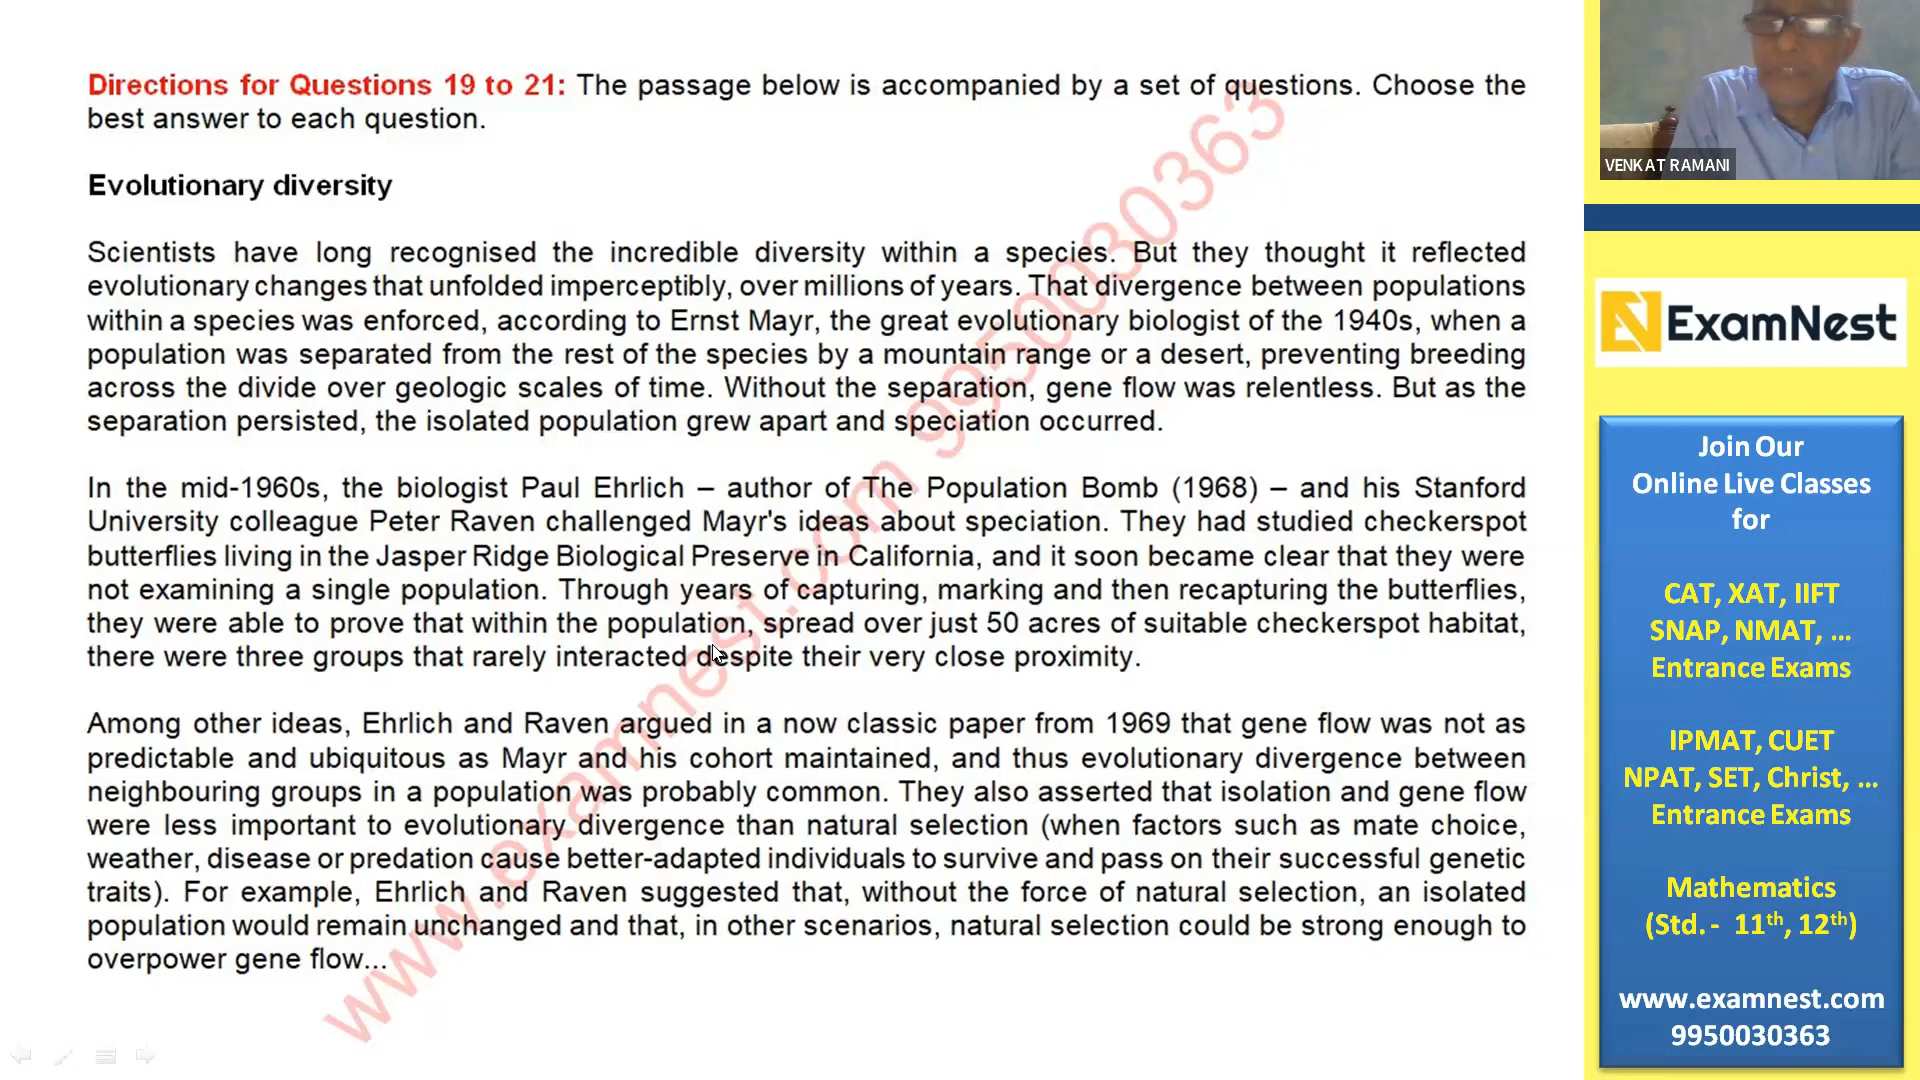 Directions for Questions 19 to 21: The passage below is accompanied by a set of questions. Choose the
best answer to each question.
Evolutionary diversity
Scientists have long recognised the incredible diversity within a species. But they thought it reflected
evolutionary changes that unfolded imperceptibly, over millions of years. That divergence between populations
within a species was enforced, according to Ernst Mayr, the great evolutionary biologist of the 1940s, when a
population was separated from the rest of the species by a mountain range or a desert, preventing breeding
across the divide over geologic scales of time. Without the separation, gene flow was relentless. But as the
separation persisted, the isolated population grew apart and speciation occurred.
In the mid-1960s, the biologist Paul Ehrlich – author of The Population Bomb (1968) – and his Stanford
University colleague Peter Raven challenged Mayr's ideas about speciation. They had studied checkerspot
butterflies living in the Jasper Ridge Biological Preserve in California, and it soon became clear that they were
not examining a single population. Through years of capturing, marking and then recapturing the butterflies,
they were able to prove that within the population, spread over just 50 acres of suitable checkerspot habitat,
there were three groups that rarely interacted despite their very close proximity.
Among other ideas, Ehrlich and Raven argued in a now classic paper from 1969 that gene flow was not as
predictable and ubiquitous as Mayr and his cohort maintained, and thus evolutionary divergence between
neighbouring groups in a population was probably common. They also asserted that isolation and gene flow
were less important to evolutionary divergence than natural selection (when factors such as mate choice,
weather, disease or predation cause better-adapted individuals to survive and pass on their successful genetic
traits). For example, Ehrlich and Raven suggested that, without the force of natural selection, an isolated
population would remain unchanged and that, in other scenarios, natural selection could be strong enough to
overpower gene flow...
www.examnest.com 9950030363
VENKAT RAMANI
ExamNest
Join Our
Online Live Classes
for
CAT, XAT, IIFT
SNAP, NMAT, ...
Entrance Exams
IPMAT, CUET
NPAT, SET, Christ, ...
Entrance Exams
Mathematics
(Std. - 11th, 12th)
www.examnest.com
9950030363